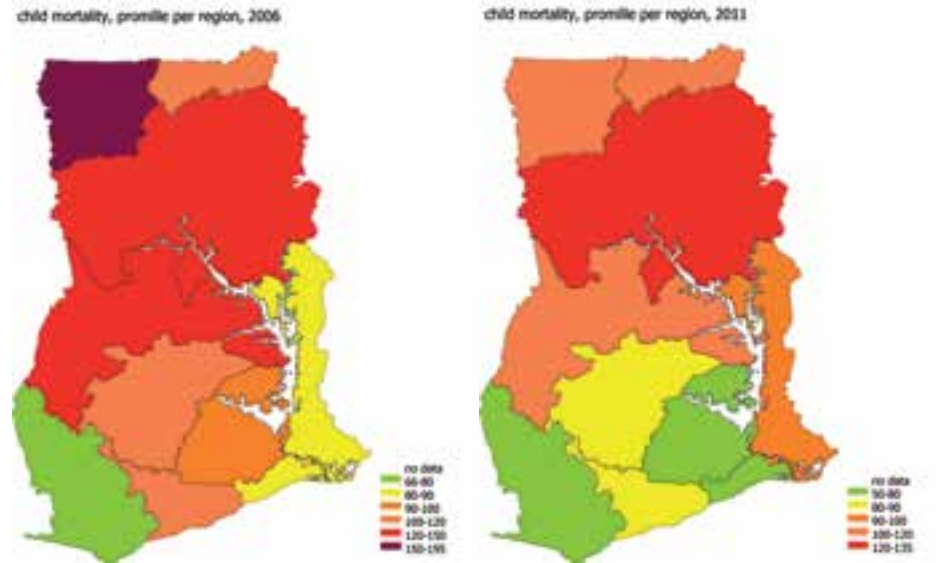 child mortality, promille per region, 2006
child mortality, promille per region, 2011
no data
66-80
80-90
90-100
100-120
120-150
150-195
no data
50-80
80-90
90-100
100-120
120-135